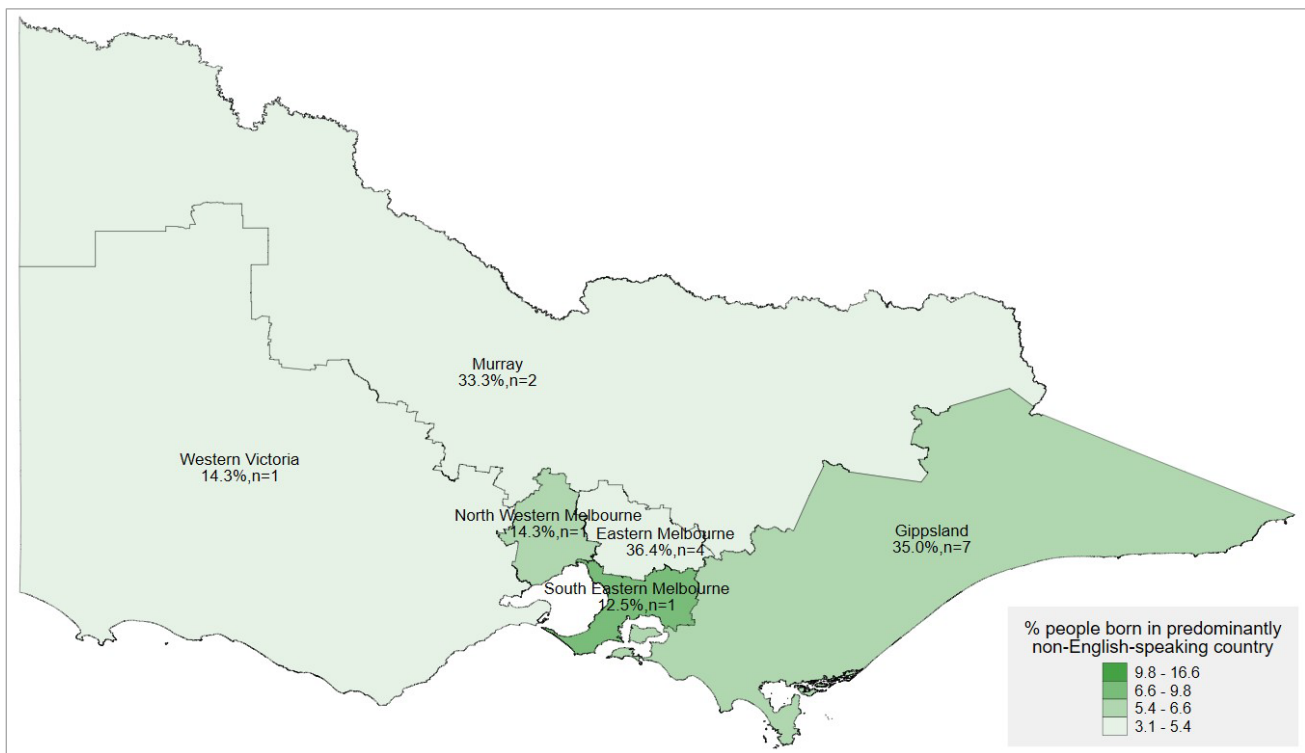 Murray
33.3%,n=2
Western Victoria
14.3%,n=1
North Western Melbourne
14.3%,n=1
Eastern Melbourne
36.4%,n=4
Gippsland
35.0%,n=7
South Eastern Melbourne
12.5%,n=1
% people born in predominantly
non-English-speaking country
9.8 - 16.6
6.6 - 9.8
5.4 - 6.6
3.1 - 5.4